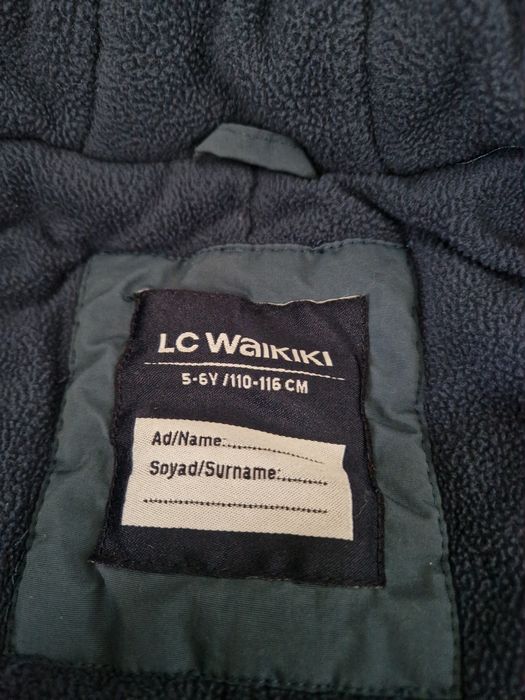 LC Waikiki
5-6Y /110-116 CM
Ad/Name:..................
Soyad/Surname:........
..................................